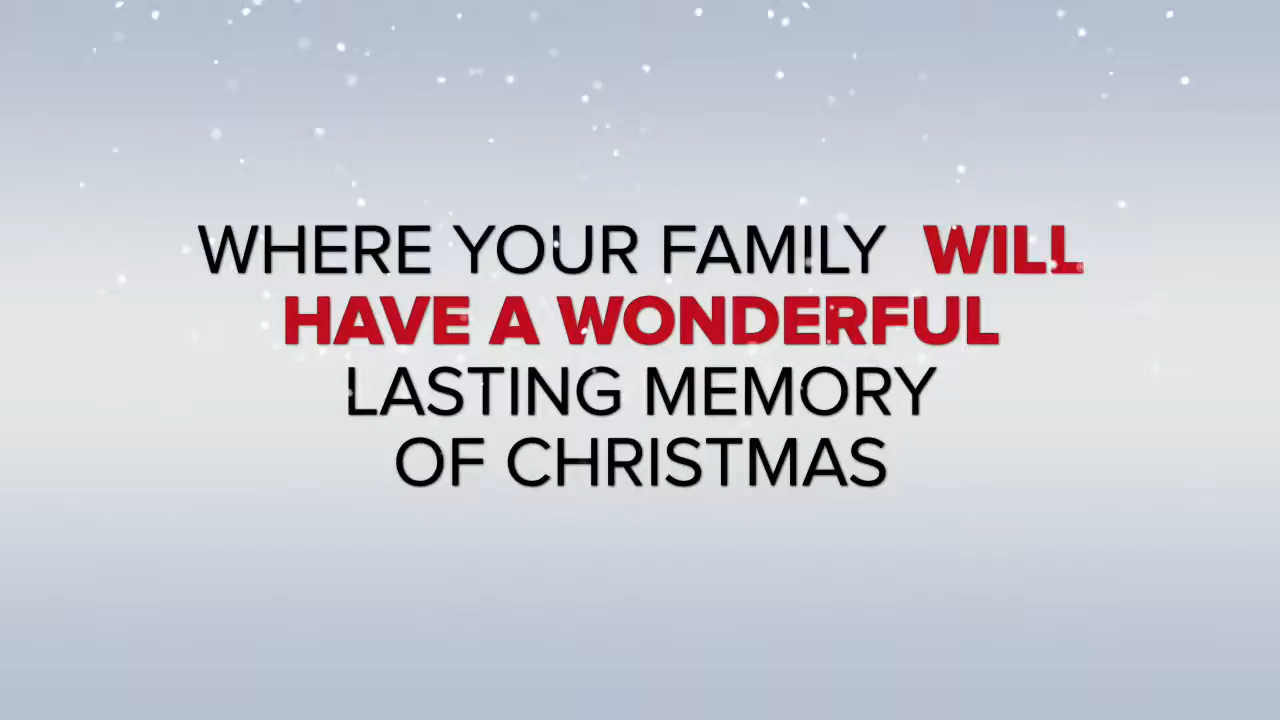 WHERE YOUR FAMILY WILL
HAVE A WONDERFUL
LASTING MEMORY
OF CHRISTMAS